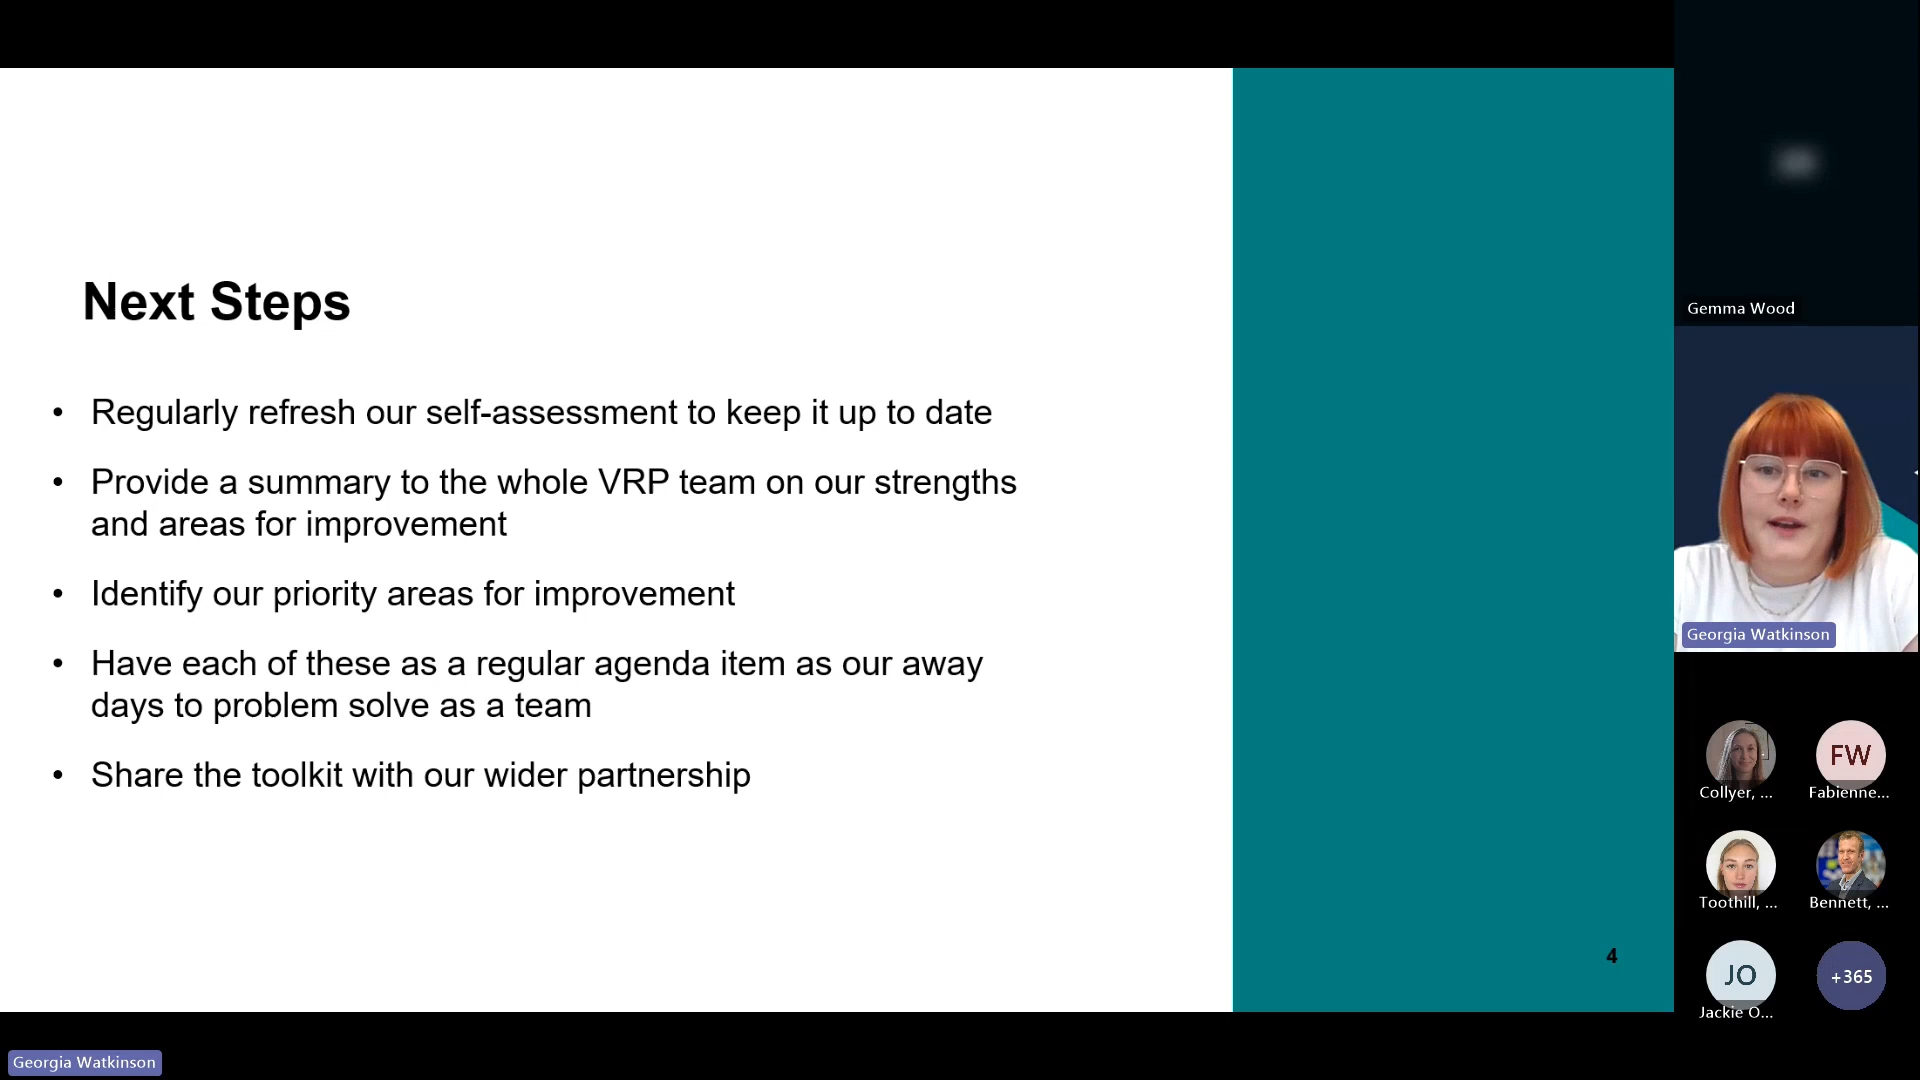 Next Steps
• Regularly refresh our self-assessment to keep it up to date
• Provide a summary to the whole VRP team on our strengths
and areas for improvement
• Identify our priority areas for improvement
• Have each of these as a regular agenda item as our away
days to problem solve as a team
• Share the toolkit with our wider partnership
4
Gemma Wood
Georgia Watkinson
FW
Collyer, ...
Fabienne...
Toothill, ...
Bennett, ...
JO
+365
Jackie O...
Georgia Watkinson